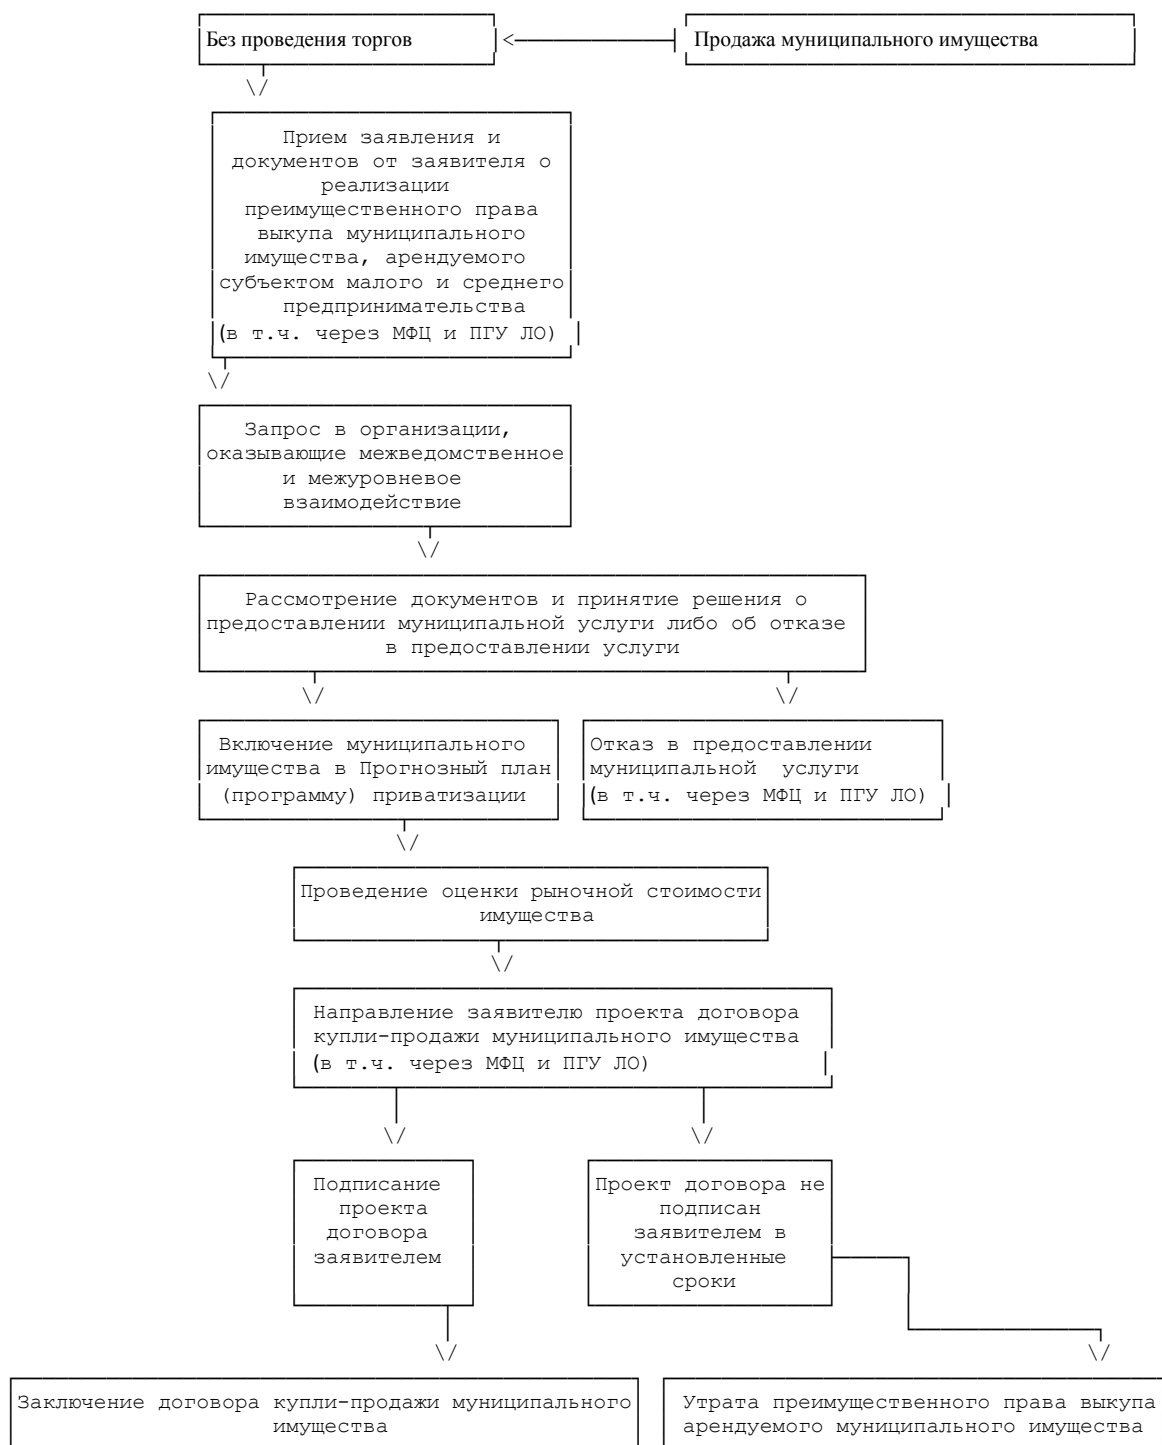 Без проведения торгов
Продажа муниципального имущества
Прием заявления и
документов от заявителя о
реализации
преимущественного права
выкупа муниципального
имущества, арендуемого
субъектом малого и среднего
предпринимательства
(в т.ч. через МФЦ и ПГУ ЛО)
Запрос в организации,
оказывающие межведомственное
и межуровневое
взаимодействие
Рассмотрение документов и принятие решения о
предоставлении муниципальной услуги либо об отказе
в предоставлении услуги
Включение муниципального
имущества в Прогнозный план
(программу) приватизации
Отказ в предоставлении
муниципальной услуги
(в т.ч. через МФЦ и ПГУ ЛО)
Проведение оценки рыночной стоимости
имущества
Направление заявителю проекта договора
купли-продажи муниципального имущества
(в т.ч. через МФЦ и ПГУ ЛО)
Подписание
проекта
договора
заявителем
Проект договора не
подписан
заявителем в
установленные
сроки
Заключение договора купли-продажи муниципального
имущества
Утрата преимущественного права выкупа
арендуемого муниципального имущества